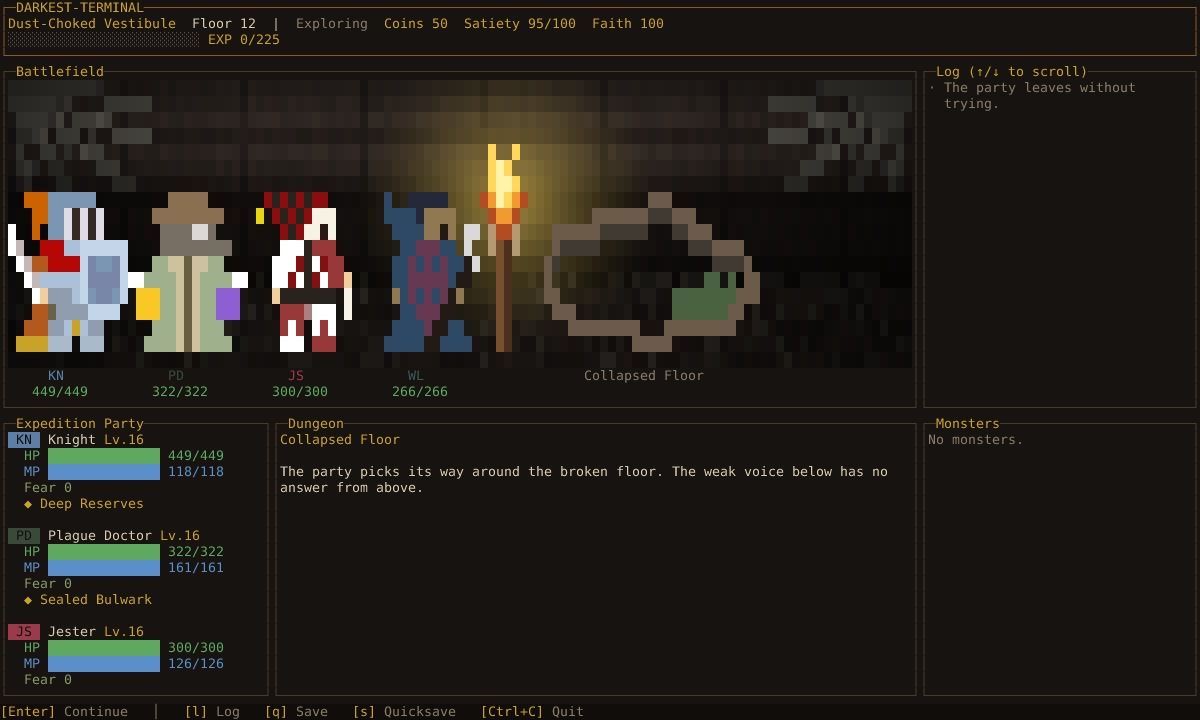 DARKEST-TERMINAL
Dust-Choked Vestibule  Floor 12  |  Exploring  Coins 50  Satiety 95/100  Faith 100
EXP 0/225
Battlefield
KN PD JS WL Collapsed Floor
449/449 322/322 300/300 266/266
Log (↑/↓ to scroll)
· The party leaves without
trying.
Expedition Party
KN Knight Lv.16
HP 449/449
MP 118/118
Fear 0
◆ Deep Reserves
PD Plague Doctor Lv.16
HP 322/322
MP 161/161
Fear 0
◆ Sealed Bulwark
JS Jester Lv.16
HP 300/300
MP 126/126
Fear 0
Dungeon
Collapsed Floor
The party picks its way around the broken floor. The weak voice below has no
answer from above.
Monsters
No monsters.
[Enter] Continue  |  [l] Log  [q] Save  [s] Quicksave  [Ctrl+C] Quit